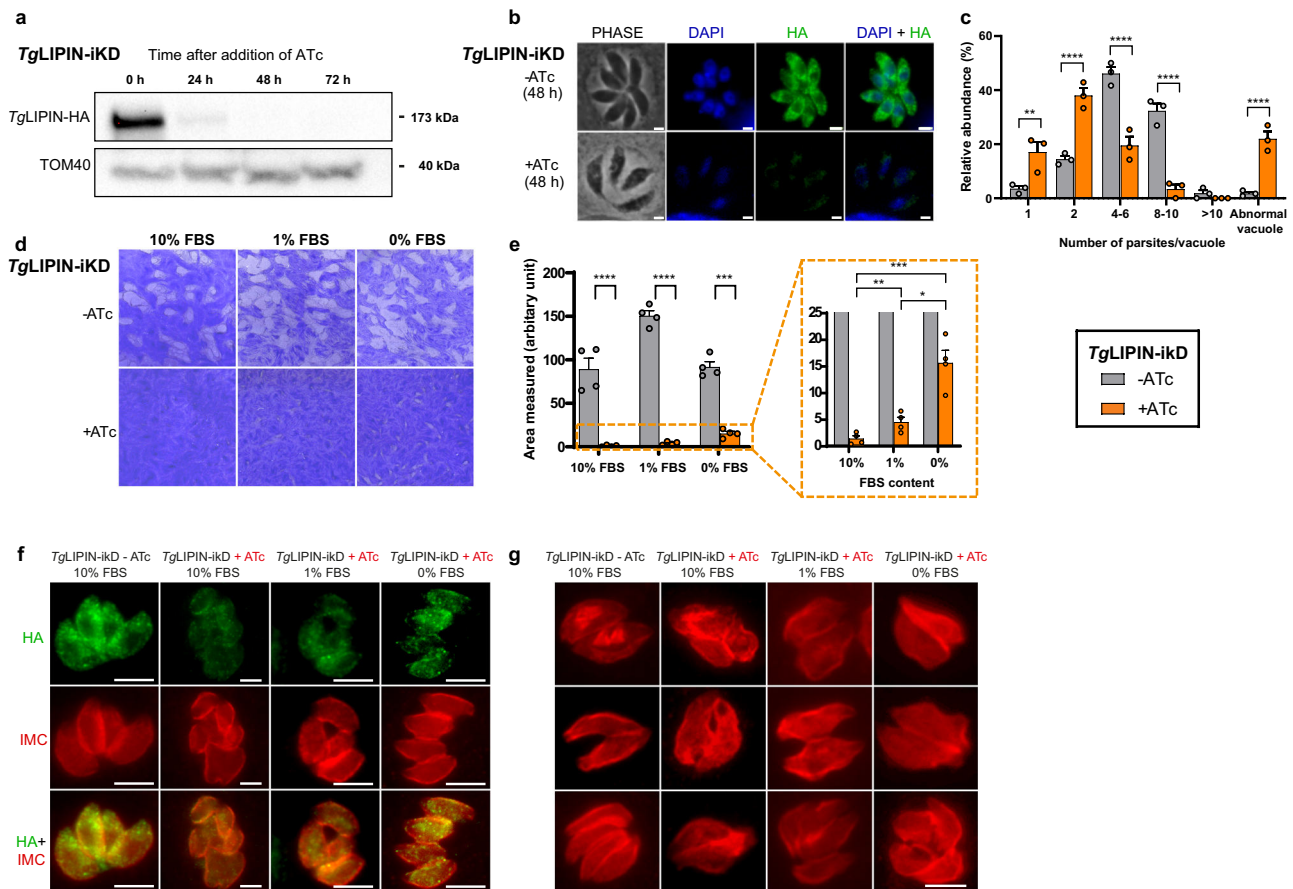 a
TgLIPIN-iKD
Time after addition of ATc
0 h 24 h 48 h 72 h
TgLIPIN-HA
- 173 kDa
TOM40
- 40 kDa
b
TgLIPIN-iKD
PHASE DAPI HA DAPI + HA
-ATc
(48 h)
+ATc
(48 h)
c
Relative abundance (%)
60
40
20
0
** **** **** **** ****
1 2 4-6 8-10 >10 Abnormal
vacuole
Number of parsites/vacuole
d
TgLIPIN-iKD
10% FBS 1% FBS 0% FBS
-ATc
+ATc
e
Area measured (arbitary unit)
200
150
100
50
0
**** **** ***
10% FBS 1% FBS 0% FBS
***
** *
25
20
15
10
5
0
10% 1% 0%
FBS content
TgLIPIN-ikD
-ATc
+ATc
f
TgLIPIN-ikD - ATc TgLIPIN-ikD + ATc TgLIPIN-ikD + ATc TgLIPIN-ikD + ATc
10% FBS 10% FBS 1% FBS 0% FBS
HA
IMC
HA+
IMC
g
TgLIPIN-ikD - ATc TgLIPIN-ikD + ATc TgLIPIN-ikD + ATc TgLIPIN-ikD + ATc
10% FBS 10% FBS 1% FBS 0% FBS